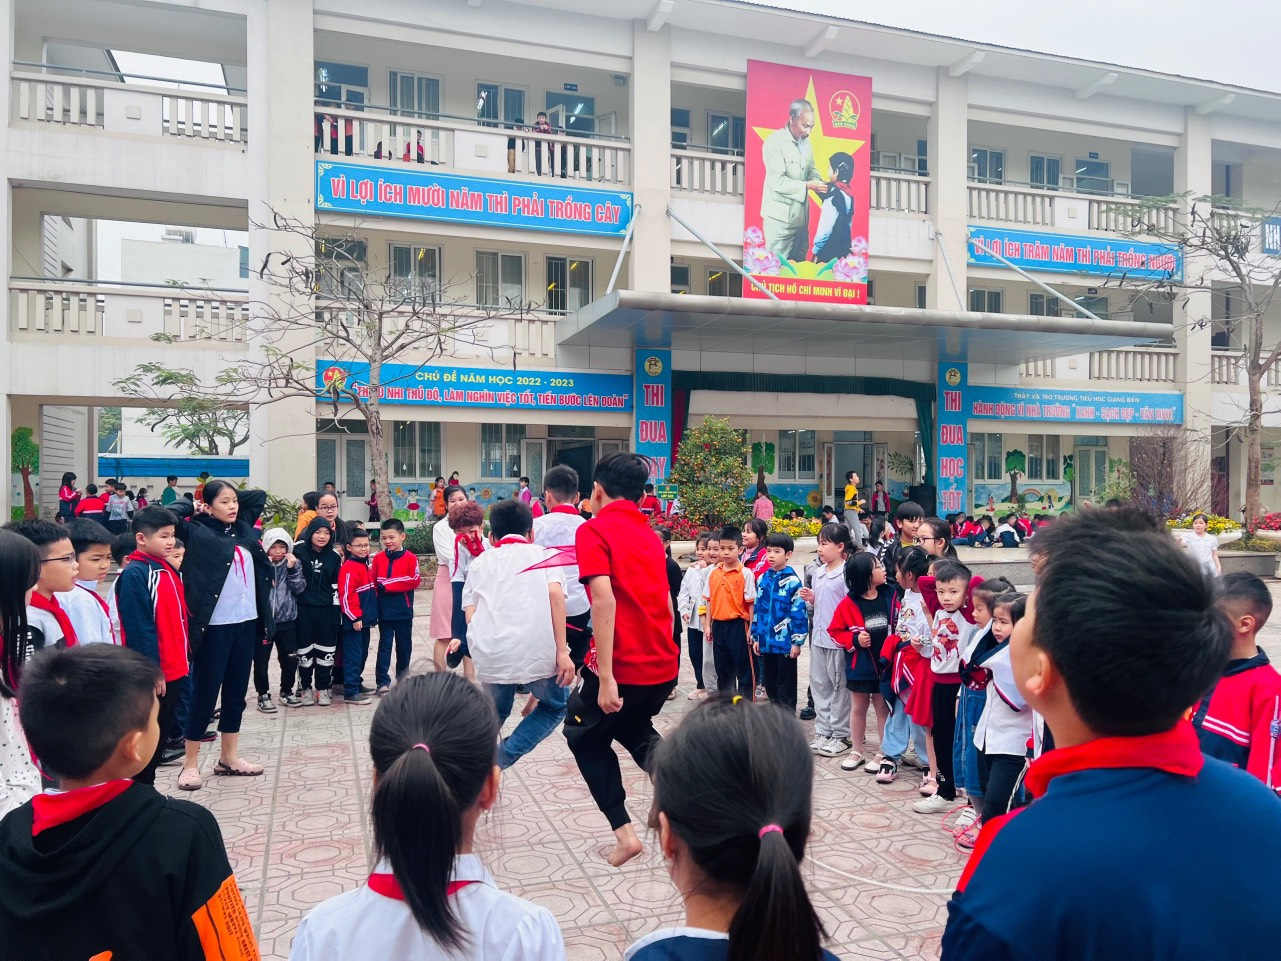 VÌ LỢI ÍCH MƯỜI NĂM THÌ PHẢI TRỒNG CÂY
CHỦ TỊCH HỒ CHÍ MINH VĨ ĐẠI !
VÌ LỢI ÍCH TRĂM NĂM THÌ PHẢI TRỒNG NGƯỜI
NH
CHỦ ĐỀ NĂM HỌC 2022 - 2023
"THIẾU NHI THỦ ĐÔ, LÀM NGHÌN VIỆC TỐT, TIẾN BƯỚC LÊN ĐOÀN"
THI
ĐUA
DẠY
THI
ĐUA
HỌC
TỐT
THẦY VÀ TRÒ TRƯỜNG TIỂU HỌC GIANG BIÊN
HÀNH ĐỘNG VÌ NHÀ TRƯỜNG "XANH - SẠCH ĐẸP - VĂN MINH"